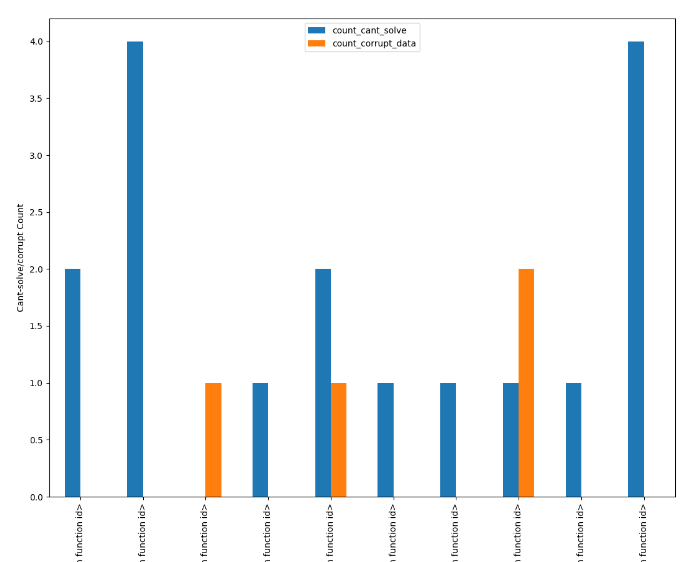 count_cant_solve
count_corrupt_data
4.0
3.5
3.0
2.5
2.0
1.5
1.0
0.5
0.0
Cant-solve/corrupt Count
function id>
function id>
function id>
function id>
function id>
function id>
function id>
function id>
function id>
function id>